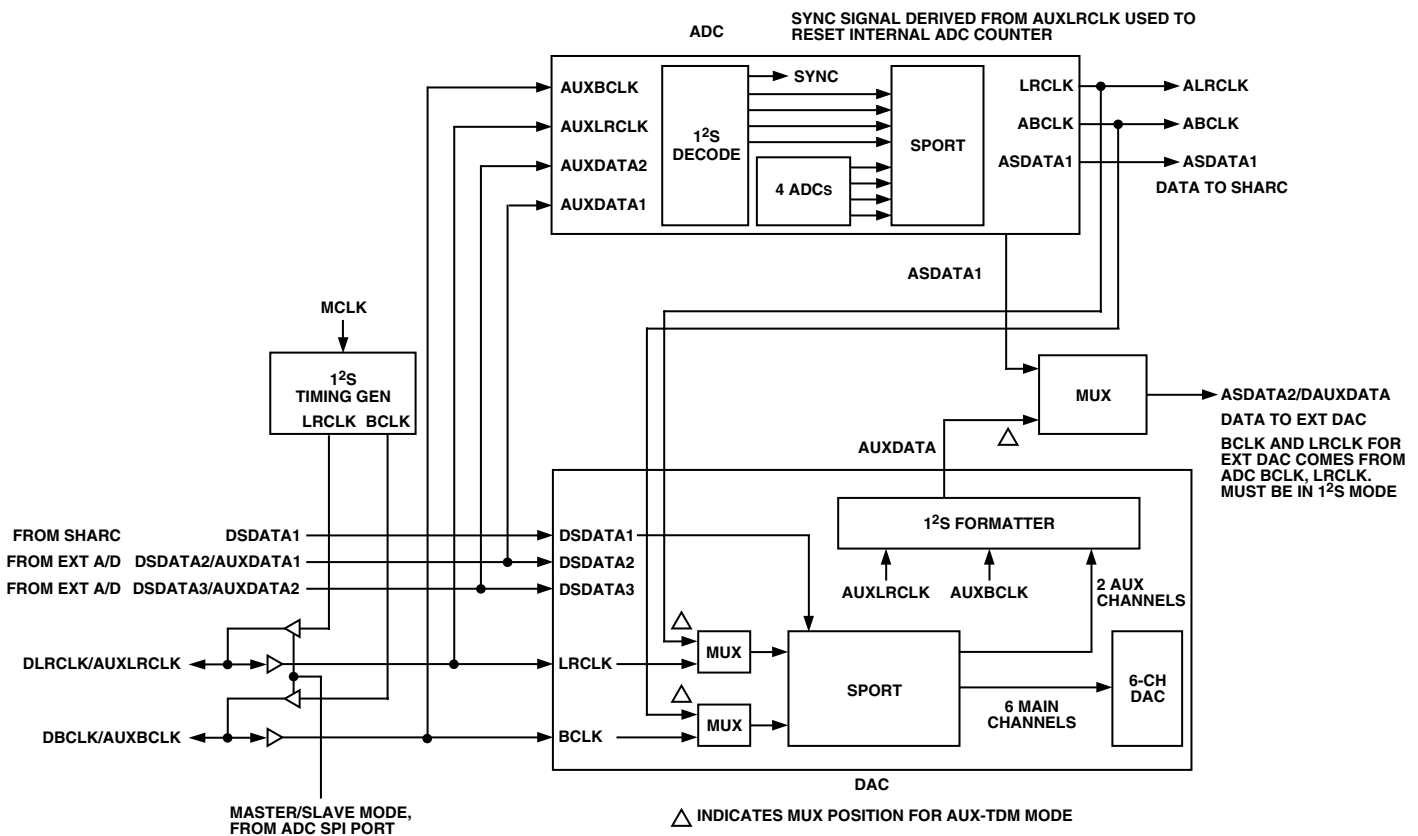 ADC
SYNC SIGNAL DERIVED FROM AUXLRCLK USED TO
RESET INTERNAL ADC COUNTER
AUXBCLK
AUXLRCLK
AUXDATA2
AUXDATA1
1²S
DECODE
SYNC
4 ADCS
SPORT
LRCLK
ABCLK
ASDATA1
ALRCLK
ABCLK
ASDATA1
DATA TO SHARC
ASDATA1
MCLK
1²S
TIMING GEN
LRCLK BCLK
MUX
ASDATA2/DAUXDATA
DATA TO EXT DAC
BCLK AND LRCLK FOR
EXT DAC COMES FROM
ADC BCLK, LRCLK.
MUST BE IN 1²S MODE
AUXDATA
FROM SHARC DSDATA1
FROM EXT A/D DSDATA2/AUXDATA1
FROM EXT A/D DSDATA3/AUXDATA2
DLRCLK/AUXLRCLK
DBCLK/AUXBCLK
MASTER/SLAVE MODE,
FROM ADC SPI PORT
DSDATA1
DSDATA2
DSDATA3
LRCLK
BCLK
MUX
MUX
SPORT
1²S FORMATTER
AUXLRCLK
AUXBCLK
2 AUX
CHANNELS
6 MAIN
CHANNELS
6-CH
DAC
DAC
△ INDICATES MUX POSITION FOR AUX-TDM MODE